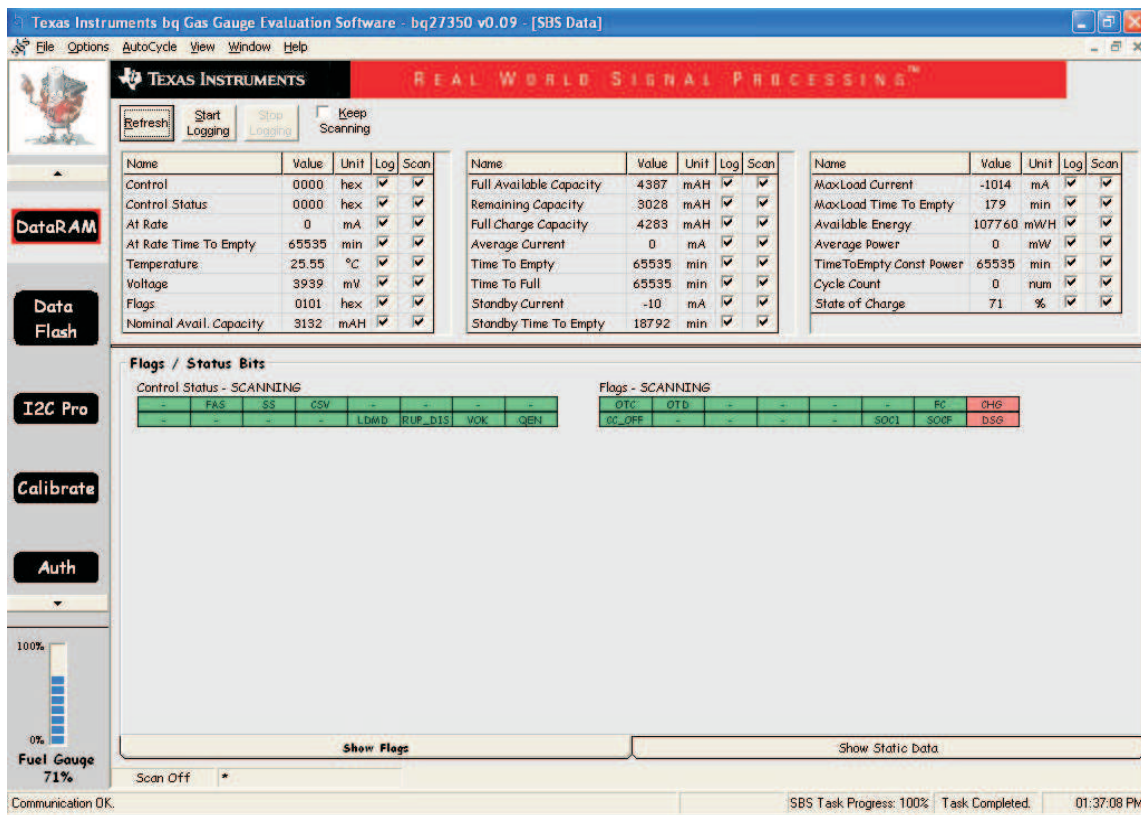 Texas Instruments bq Gas Gauge Evaluation Software - bq27350 v0.09 - [SBS Data]
File Options AutoCycle View Window Help
TEXAS INSTRUMENTS REAL WORLD SIGNAL PROCESSING™
Refresh Start Logging Stop Logging Keep Scanning
Name Value Unit Log Scan Name Value Unit Log Scan Name Value Unit Log Scan
Control 0000 hex Full Available Capacity 4387 mAH MaxLoad Current -1014 mA
Control Status 0000 hex Remaining Capacity 3028 mAH MaxLoad Time To Empty 179 min
At Rate 0 mA Full Charge Capacity 4283 mAH Available Energy 107760 mWH
At Rate Time To Empty 65535 min Average Current 0 mA Average Power 0 mW
Temperature 25.55 °C Time To Empty 65535 min TimeToEmpty Const Power 65535 min
Voltage 3939 mV Time To Full 65535 min Cycle Count 0 num
Flags 0101 hex Standby Current -10 mA State of Charge 71 %
Nominal Avail. Capacity 3132 mAH Standby Time To Empty 18792 min
DataRAM
Data Flash
I2C Pro
Calibrate
Auth
Flags / Status Bits
Control Status - SCANNING Flags - SCANNING
- FAS SS CSV - - - - OTC OTD - - - - FC CHG
- - - - LDMD RUP_DIS VOK QEN CC_OFF - - - - SOC1 SOCF DSG
100%
0%
Fuel Gauge
71%
Show Flags Show Static Data
Scan Off *
Communication OK. SBS Task Progress: 100% Task Completed. 01:37:08 PM